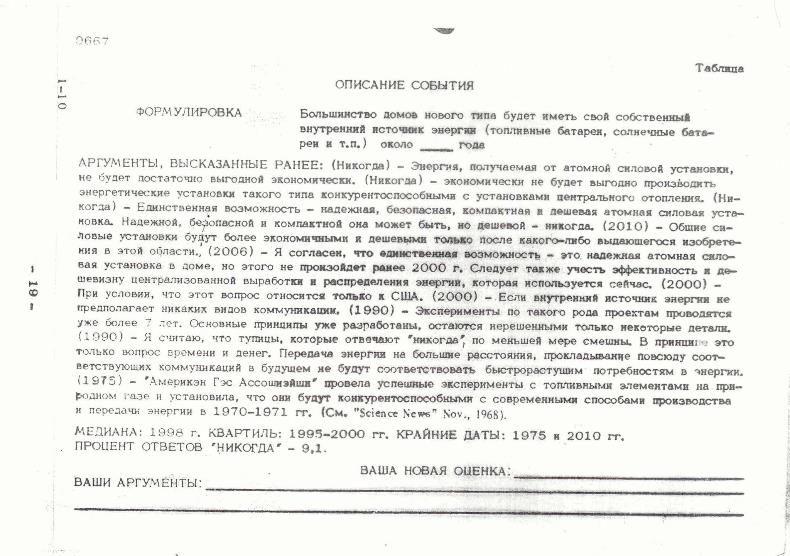 0667
Таблица
1-10
ОПИСАНИЕ СОБЫТИЯ
ФОРМУЛИРОВКА Большинство домов нового типа будет иметь свой собственный
внутренний источник энергии (топливные батареи, солнечные бата-
реи и т.п.) около _____ года
АРГУМЕНТЫ, ВЫСКАЗАННЫЕ РАНЕЕ: (Никогда) – Энергия, получаемая от атомной силовой установки,
не будет достаточно выгодной экономически. (Никогда) – экономически не будет выгодно производить
энергетические установки такого типа конкурентоспособными с установками центрального отопления. (Ни-
когда) – Единственная возможность – надежная, безопасная, компактная и дешевая атомная силовая уста-
новка. Надежной, безопасной и компактной она может быть, но дешевой – никогда. (2010) – Общие си-
ловые установки будут более экономичными и дешевыми только после какого-либо выдающегося изобрете-
ния в этой области., (2006) – Я согласен, что единственная возможность – это надежная атомная сило-
вая установка в доме, но этого не произойдет ранее 2000 г. Следует также учесть эффективность и де-
шевизну централизованной выработки и распределения энергии, которая используется сейчас. (2000) –
При условии, что этот вопрос относится только к США. (2000) – Если внутренний источник энергии не
предполагает никаких видов коммуникации. (1990) – Эксперименты по такого рода проектам проводятся
уже более 7 лет. Основные принципы уже разработаны, остаются нерешенными только некоторые детали.
(1990) – Я считаю, что тупицы, которые отвечают "никогда", по меньшей мере смешны. В принципе это
только вопрос времени и денег. Передача энергии на большие расстояния, прокладывание повсюду соот-
ветствующих коммуникаций в будущем не будут соответствовать быстрорастущим потребностям в энергии.
(1975) – "Америкэн Гэс Ассошиэйшн" провела успешные эксперименты с топливными элементами на при-
родном газе и установила, что они будут конкурентоспособными с современными способами производства
и передачи энергии в 1970-1971 гг. (См. "Science News" Nov., 1968).
- 19 -
МЕДИАНА: 1998 г. КВАРТИЛЬ: 1995-2000 гг. КРАЙНИЕ ДАТЫ: 1975 и 2010 гг.
ПРОЦЕНТ ОТВЕТОВ "НИКОГДА" – 9,1.
ВАША НОВАЯ ОЦЕНКА:
ВАШИ АРГУМЕНТЫ: